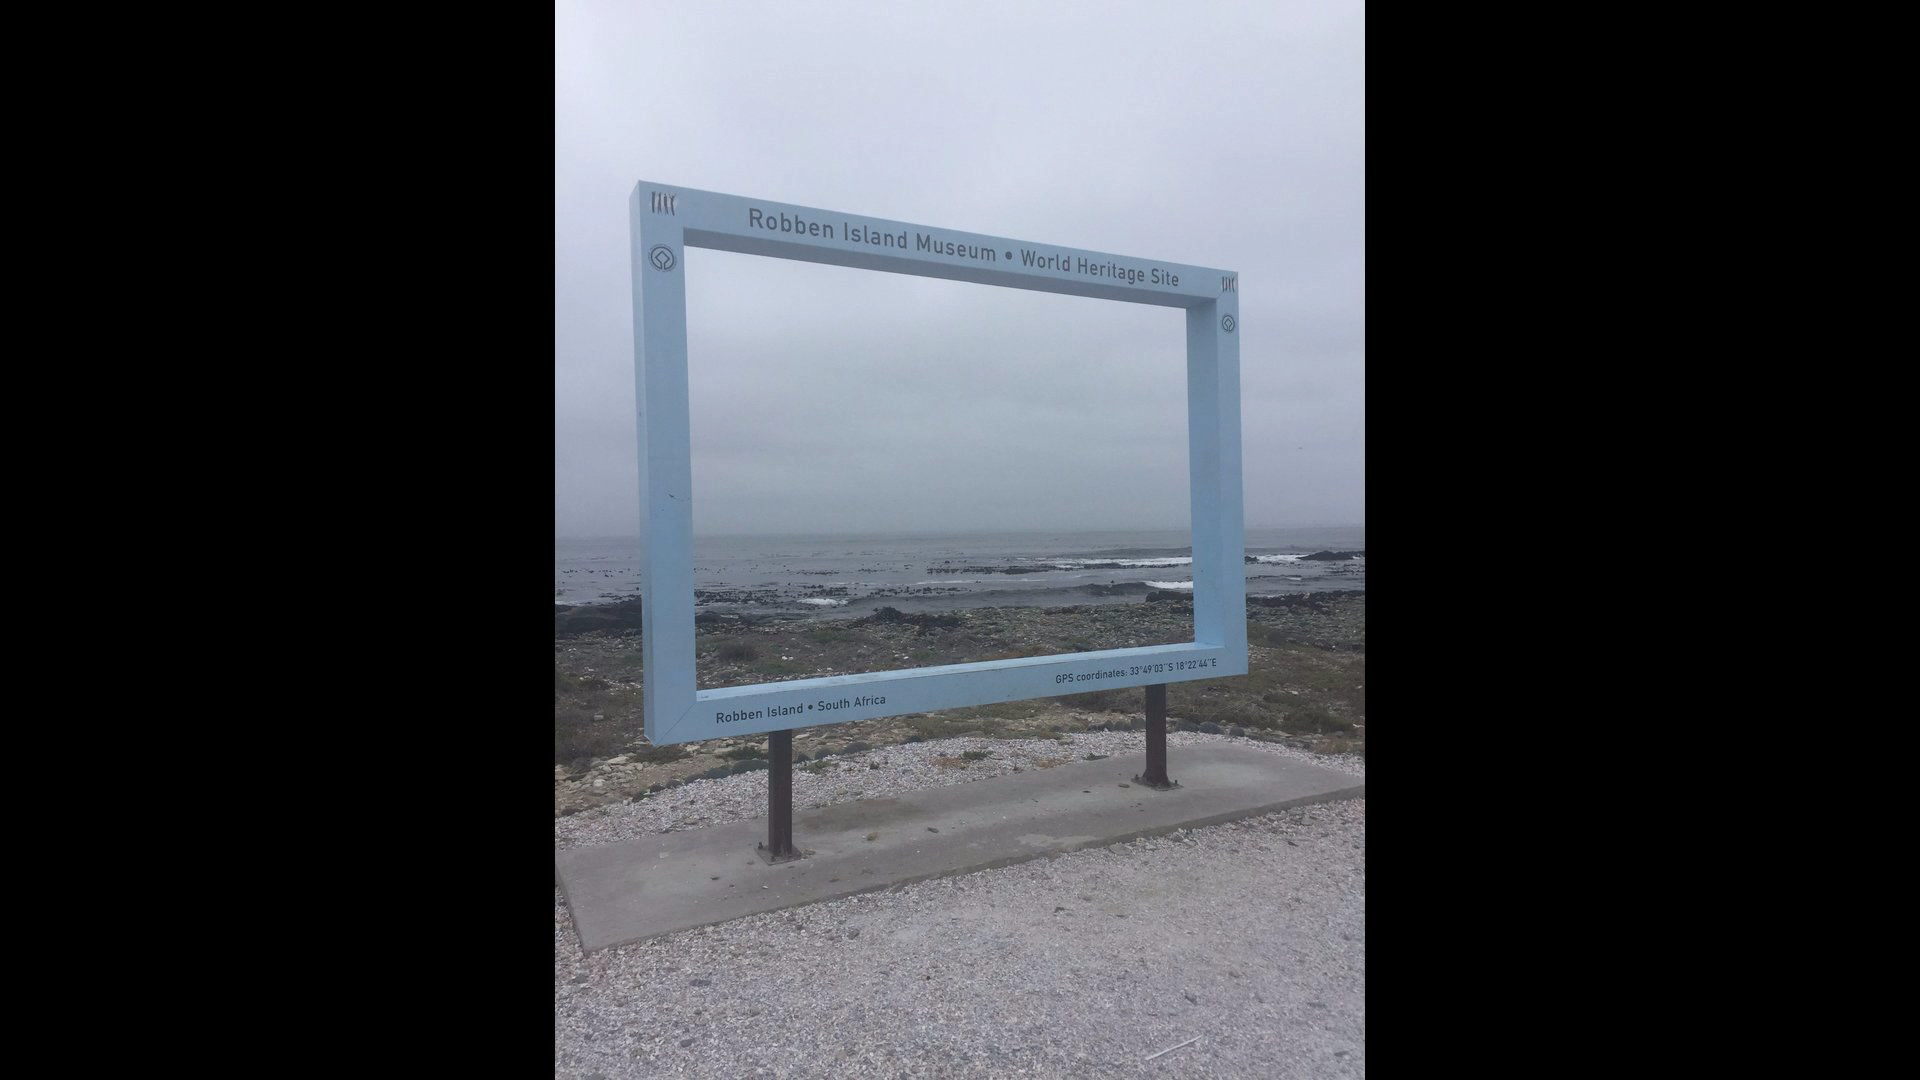 Robben Island Museum • World Heritage Site
Robben Island • South Africa
GPS coordinates: 33°49'03''S 18°22'44''E